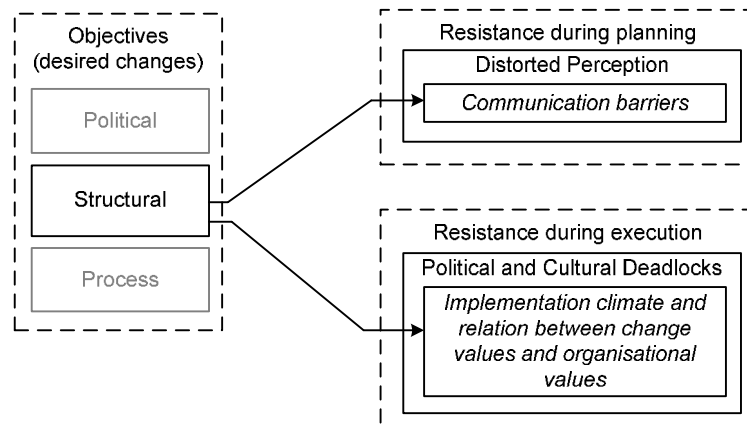 Objectives
(desired changes)
Political
Structural
Process
Resistance during planning
Distorted Perception
Communication barriers
Resistance during execution
Political and Cultural Deadlocks
Implementation climate and
relation between change
values and organisational
values